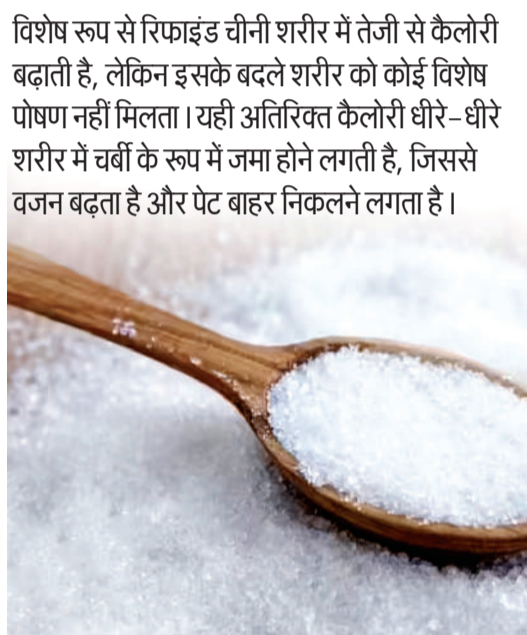 विशेष रूप से रिफाइंड चीनी शरीर में तेजी से कैलोरी
बढ़ाती है, लेकिन इसके बदले शरीर को कोई विशेष
पोषण नहीं मिलता। यही अतिरिक्त कैलोरी धीरे-धीरे
शरीर में चर्बी के रूप में जमा होने लगती है, जिससे
वजन बढ़ता है और पेट बाहर निकलने लगता है।